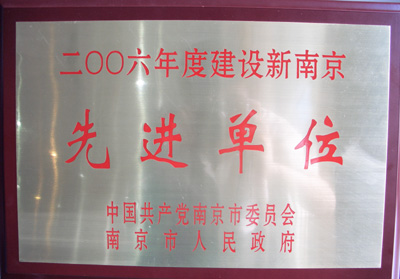 二〇〇六年度建设新南京
先进单位
中国共产党南京市委员会
南京市人民政府